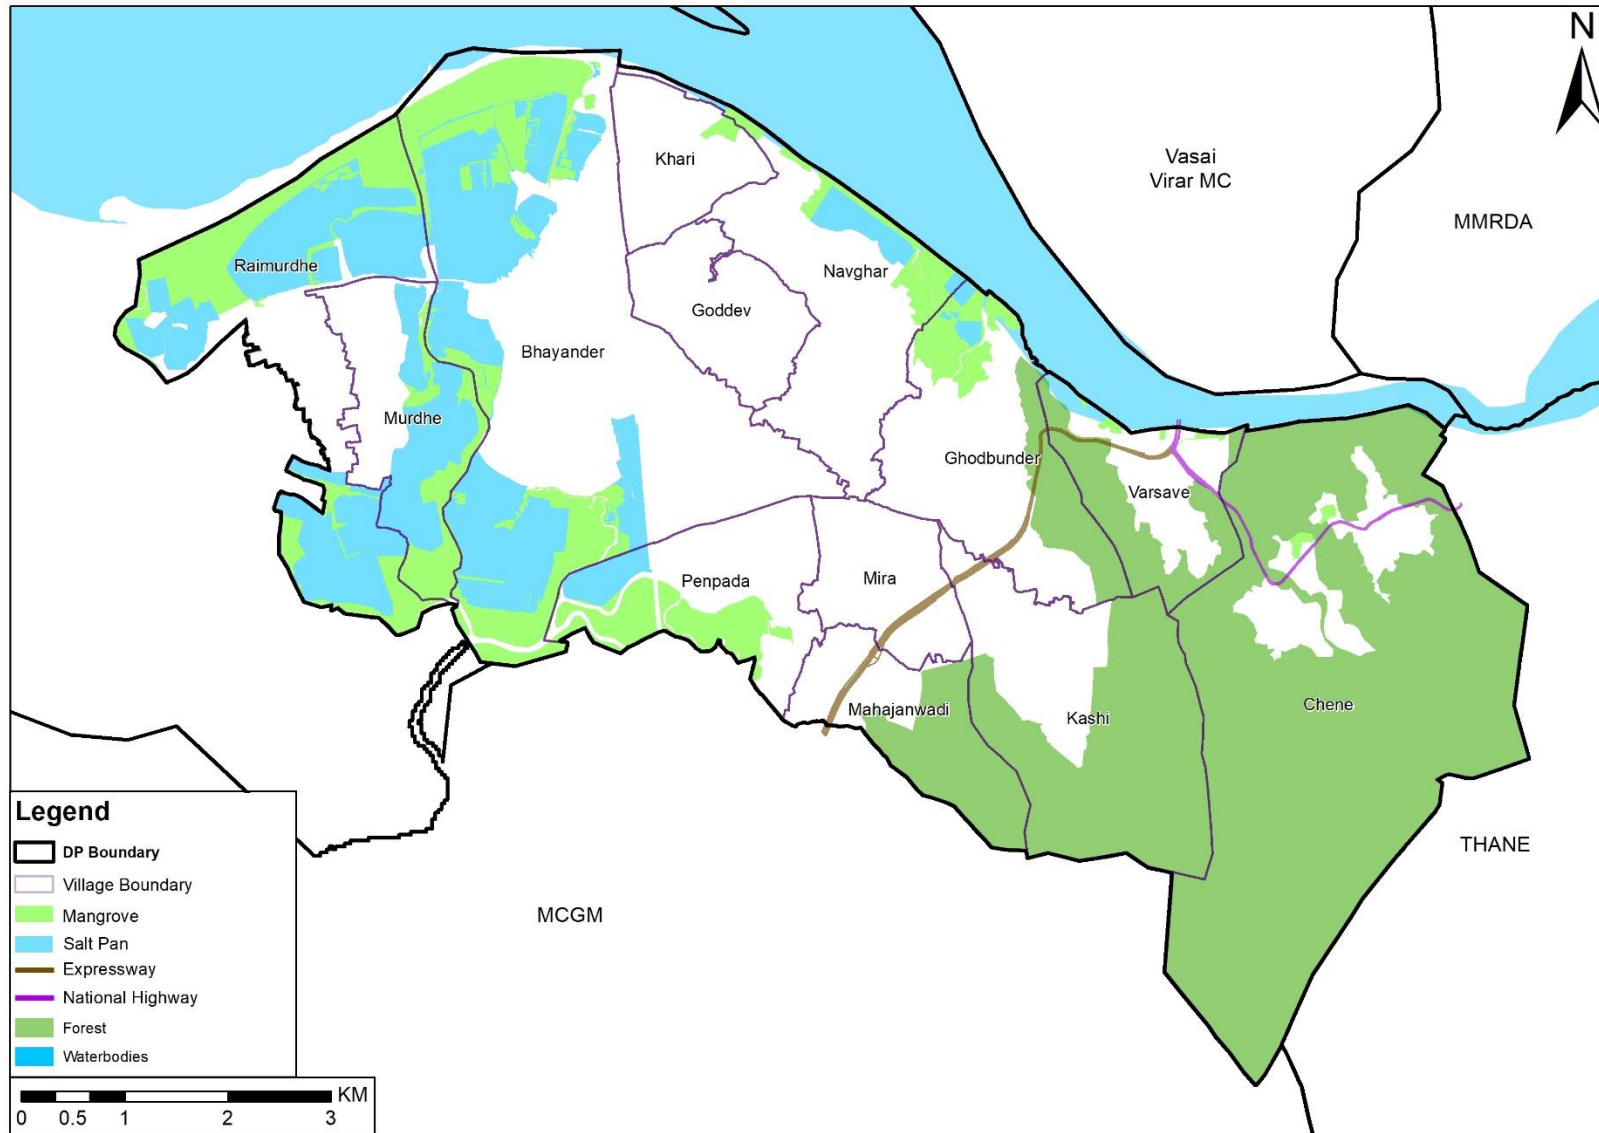 N
Vasai
Virar MC
MMRDA
Khari
Raimurdhe
Navghar
Goddev
Bhayander
Murdhe
Ghodbunder
Varsave
Penpada
Mira
Mahajanwadi
Kashi
Chene
THANE
MCGM
Legend
DP Boundary
Village Boundary
Mangrove
Salt Pan
Expressway
National Highway
Forest
Waterbodies
KM
0 0.5 1 2 3